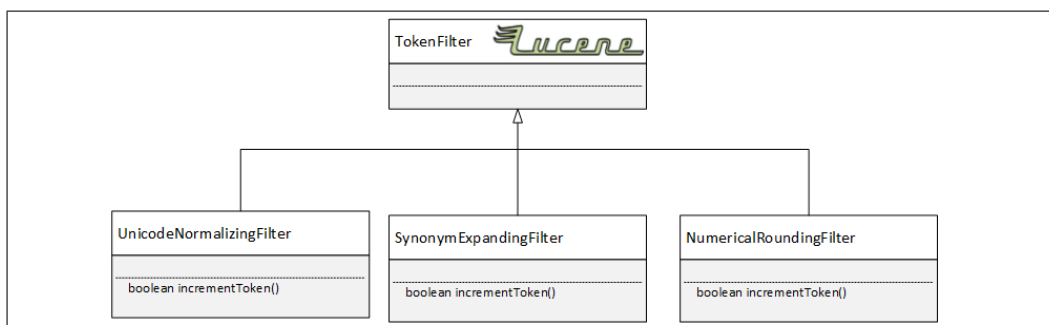 TokenFilter Lucene
UnicodeNormalizingFilter
boolean incrementToken()
SynonymExpandingFilter
boolean incrementToken()
NumericalRoundingFilter
boolean incrementToken()